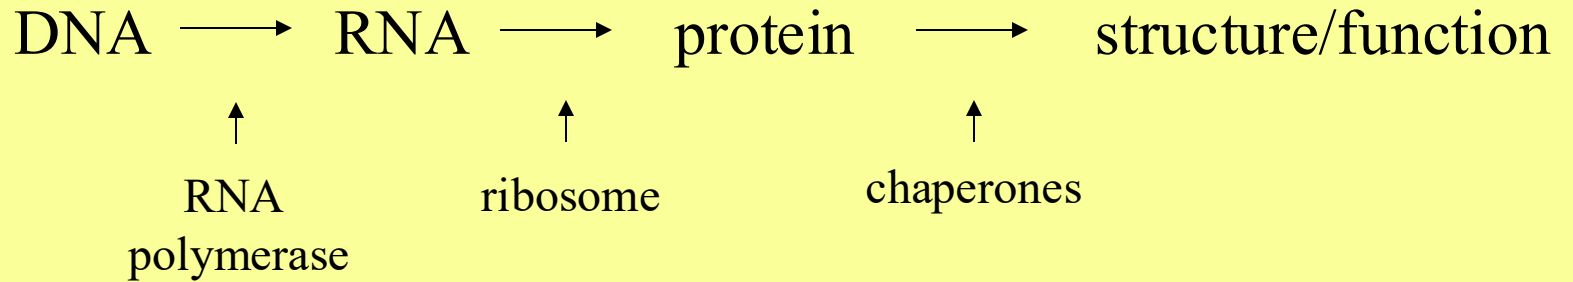 DNA → RNA → protein → structure/function
RNA ribosome chaperones
polymerase